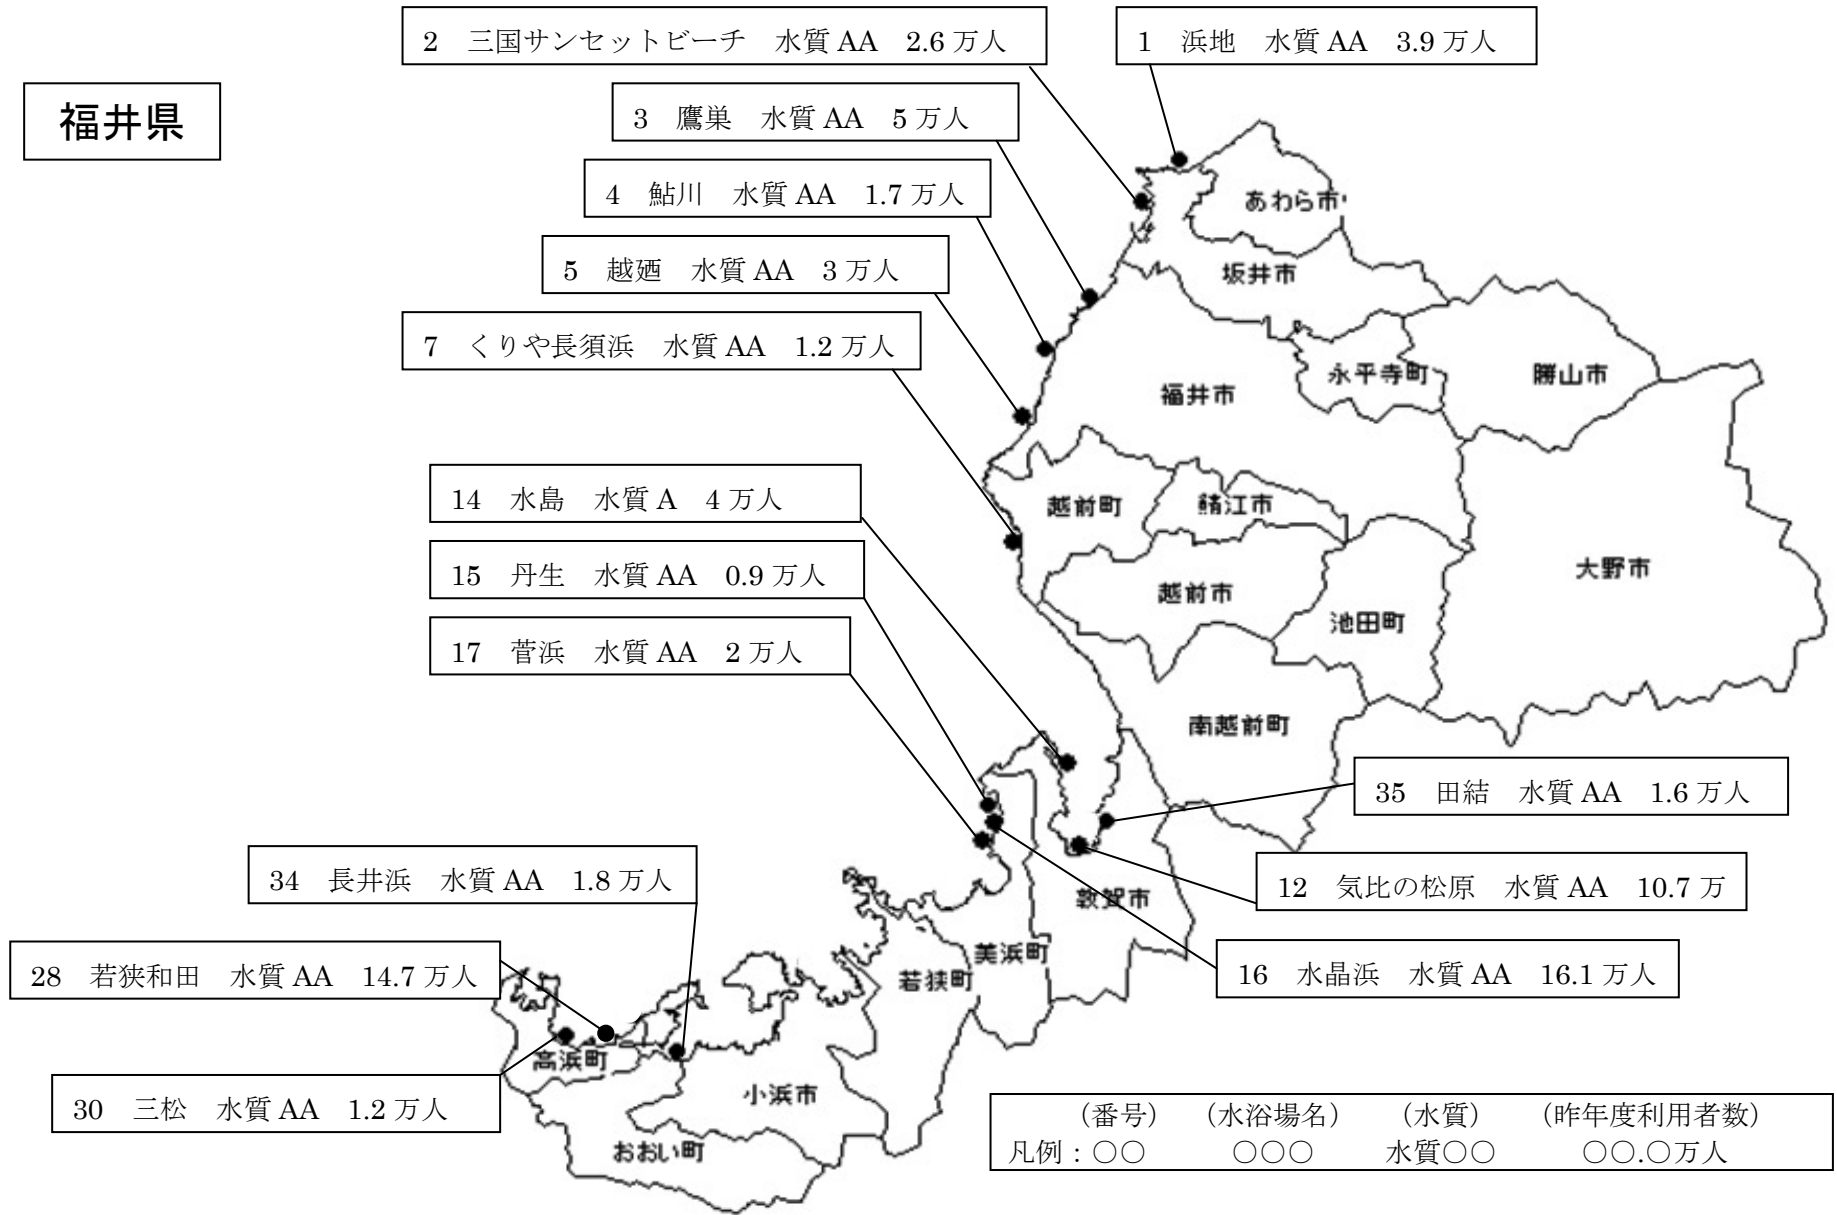 2　三国サンセットビーチ　水質 AA　2.6 万人
1　浜地　水質 AA　3.9 万人
福井県
3　鷹巣　水質 AA　5 万人
4　鮎川　水質 AA　1.7 万人
5　越廼　水質 AA　3 万人
7　くりや長須浜　水質 AA　1.2 万人
あわら市
坂井市
永平寺町
勝山市
福井市
14　水島　水質 A　4 万人
越前町
鯖江市
15　丹生　水質 AA　0.9 万人
越前市
大野市
池田町
17　菅浜　水質 AA　2 万人
南越前町
35　田結　水質 AA　1.6 万人
34　長井浜　水質 AA　1.8 万人
12　気比の松原　水質 AA　10.7 万
敦賀市
美浜町
28　若狭和田　水質 AA　14.7 万人
若狭町
16　水晶浜　水質 AA　16.1 万人
高浜町
小浜市
30　三松　水質 AA　1.2 万人
おおい町
（番号）　（水浴場名）　（水質）　（昨年度利用者数）
凡例：○○　○○○　水質○○　○○.○万人